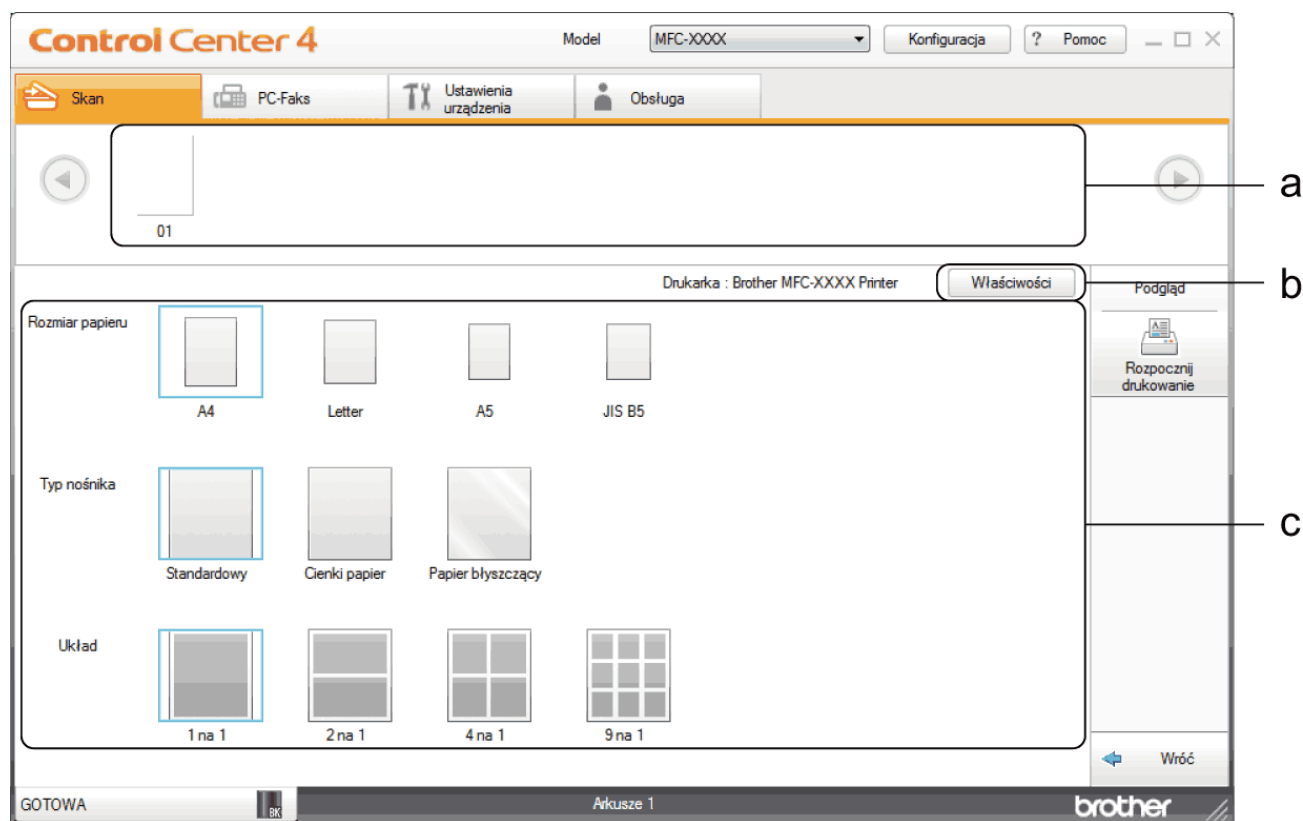 Control Center 4
Model
MFC-XXXX
Konfiguracja
? Pomoc
Skan
PC-Faks
Ustawienia
urządzenia
Obsługa
01
a
Drukarka : Brother MFC-XXXX Printer
Właściwości
b
Podgląd
Rozpocznij
drukowanie
Rozmiar papieru
A4
Letter
A5
JIS B5
Typ nośnika
Standardowy
Cienki papier
Papier błyszczący
c
Układ
1 na 1
2 na 1
4 na 1
9 na 1
Wróć
GOTOWA
BK
Arkusze 1
brother